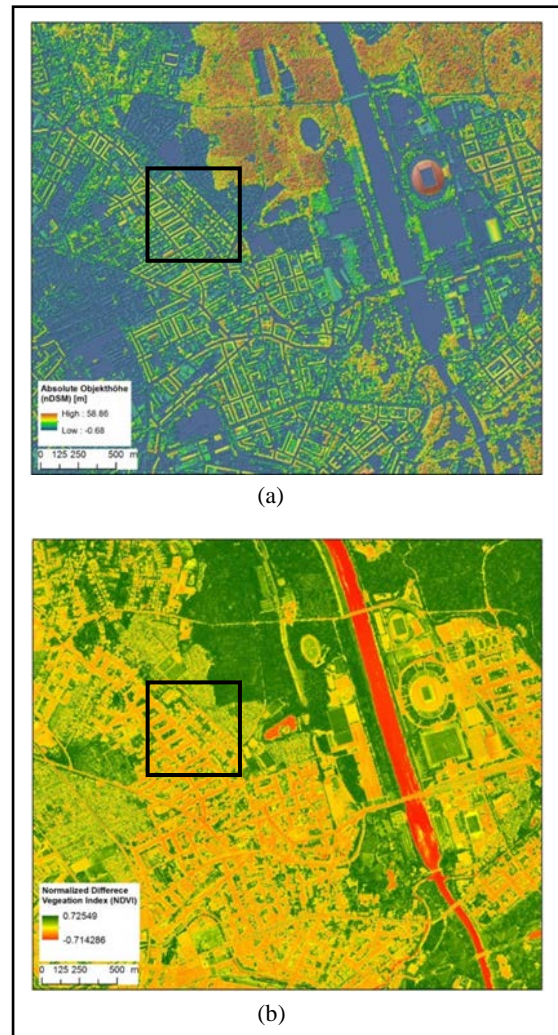 Absolute Objekthöhe
(nDSM) [m]
High : 58.86
Low : -0.68
0 125 250 500 m
(a)
Normalized Differece
Vegeation Index (NDVI)
0.72549
-0.714286
0 125 250 500 m
(b)